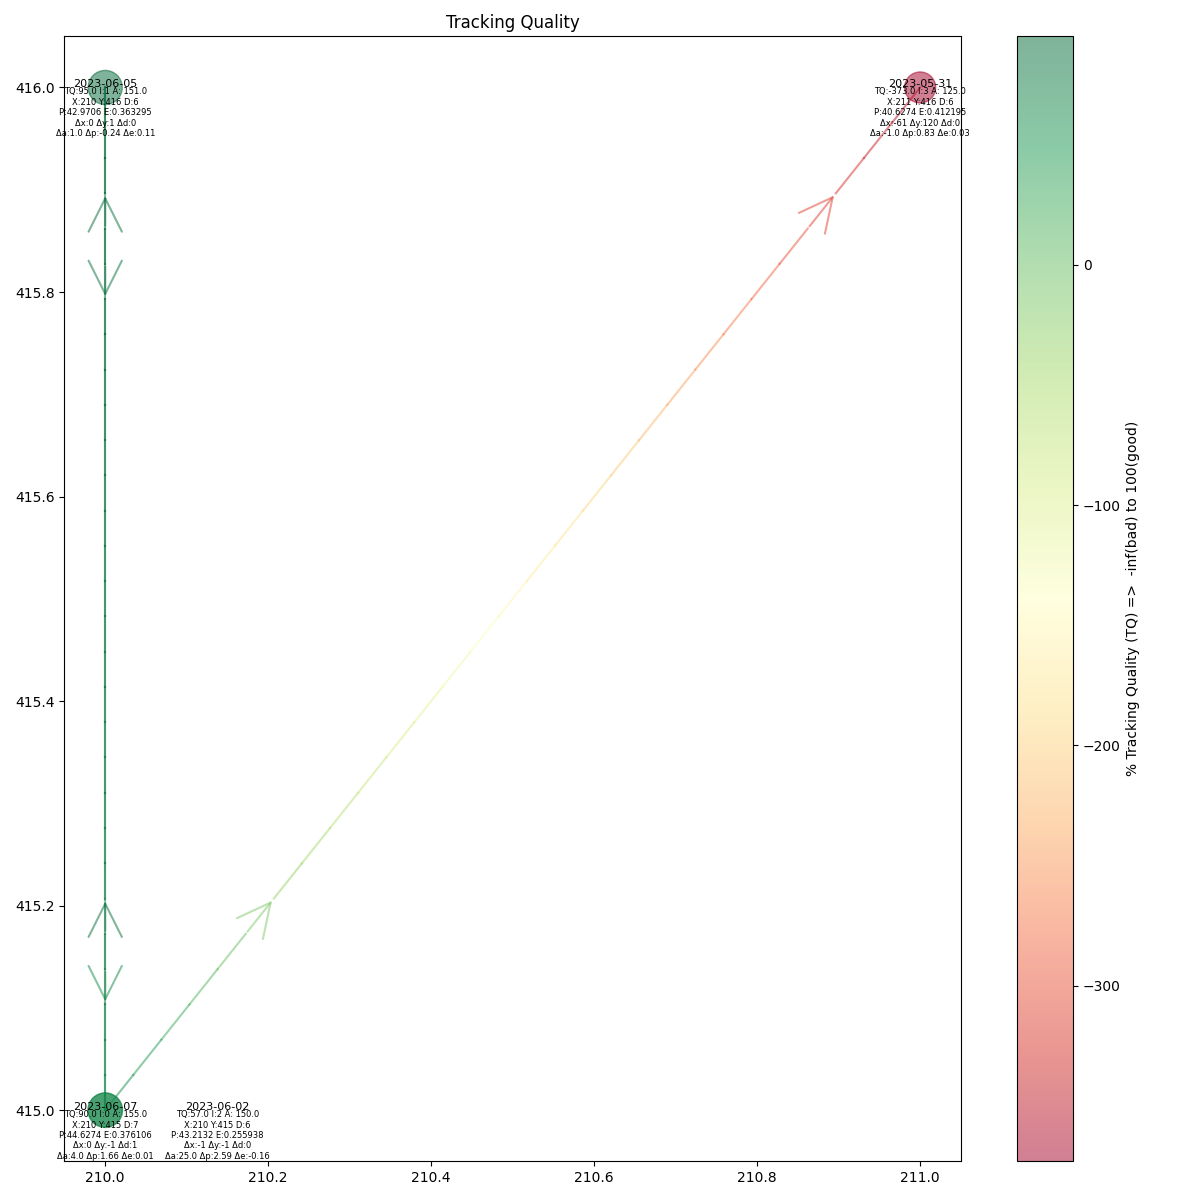 Tracking Quality
2023-06-05
TQ:95.0 I:1 A: 151.0
X:210 Y:416 D:6
P:42.9706 E:0.363295
Δx:0 Δy:1 Δd:0
Δa:1.0 Δp:-0.24 Δe:0.11
2023-05-31
TQ:-373.0 I:3 A: 125.0
X:211 Y:416 D:6
P:40.6274 E:0.412195
Δx:-61 Δy:120 Δd:0
Δa:-1.0 Δp:0.83 Δe:0.03
2023-06-07
TQ:90.0 I:0 A: 155.0
X:210 Y:415 D:7
P:44.6274 E:0.376106
Δx:0 Δy:-1 Δd:1
Δa:4.0 Δp:1.66 Δe:0.01
2023-06-02
TQ:57.0 I:2 A: 150.0
X:210 Y:415 D:6
P:43.2132 E:0.255938
Δx:-1 Δy:-1 Δd:0
Δa:25.0 Δp:2.59 Δe:-0.16
416.0
415.8
415.6
415.4
415.2
415.0
210.0
210.2
210.4
210.6
210.8
211.0
0
−100
−200
−300
% Tracking Quality (TQ) => -inf(bad) to 100(good)